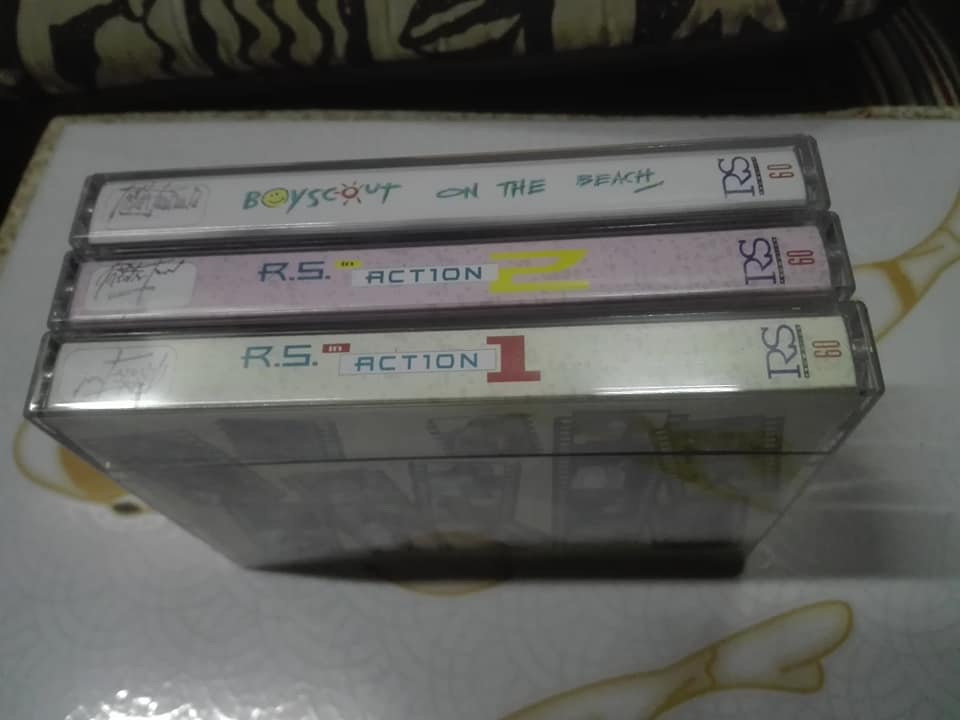 BOYSCOUT ON THE BEACH RS 60
R.S. in ACTION 2 RS 60
R.S. in ACTION 1 RS 60